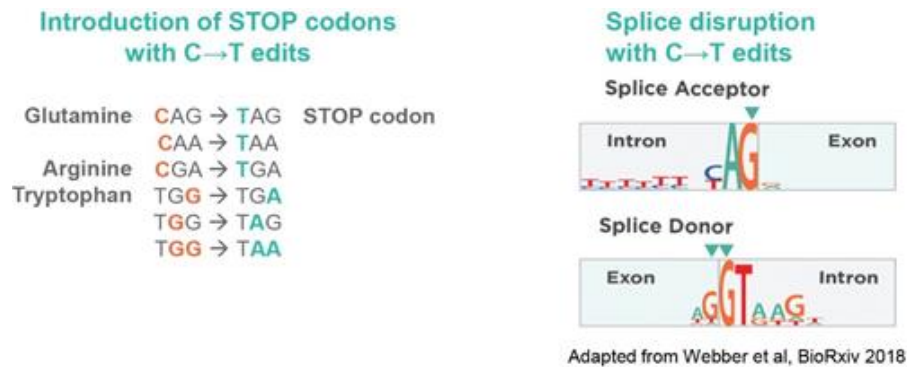 Introduction of STOP codons
with C→T edits
Glutamine CAG → TAG STOP codon
CAA → TAA
Arginine CGA → TGA
Tryptophan TGG → TGA
TGG → TAG
TGG → TAA
Splice disruption
with C→T edits
Splice Acceptor
Intron CAG Exon
T
Splice Donor
Exon AGGTAAG Intron
Adapted from Webber et al, BioRxiv 2018